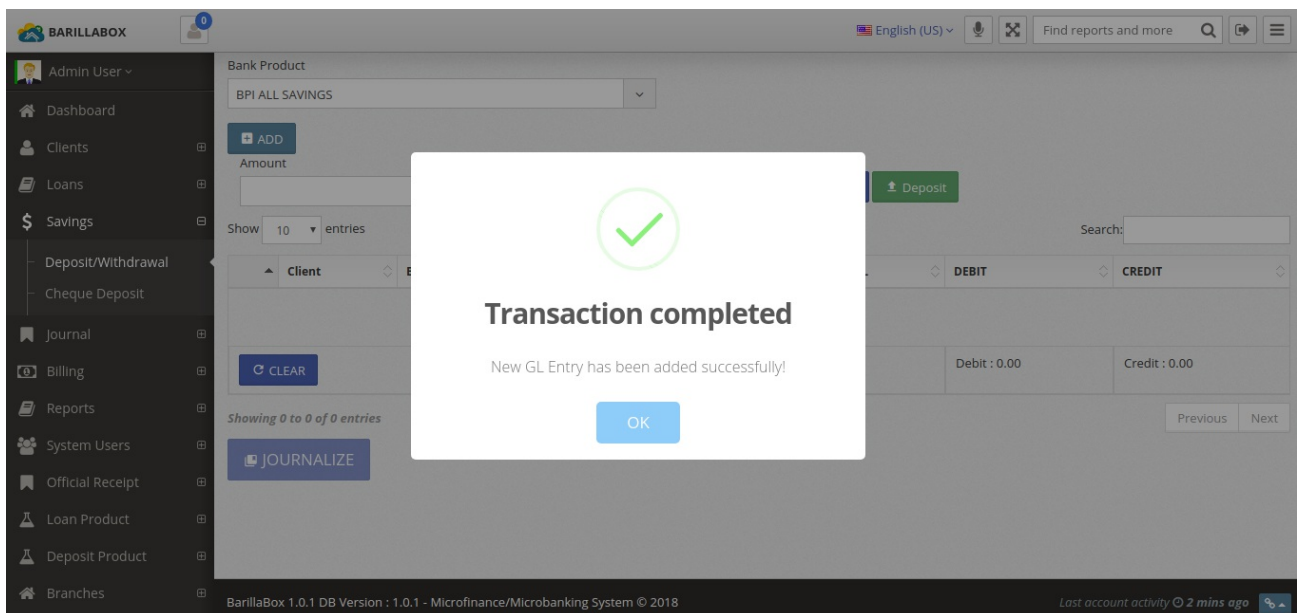 BARILLABOX
0
English (US)
Find reports and more
Admin User
Dashboard
Clients
Loans
Savings
Deposit/Withdrawal
Cheque Deposit
Journal
Billing
Reports
System Users
Official Receipt
Loan Product
Deposit Product
Branches
Bank Product
BPI ALL SAVINGS
ADD
Amount
Deposit
Show 10 entries
Search:
Client
DEBIT
CREDIT
CLEAR
Debit : 0.00
Credit : 0.00
Showing 0 to 0 of 0 entries
Previous Next
JOURNALIZE
Transaction completed
New GL Entry has been added successfully!
OK
BarillaBox 1.0.1 DB Version : 1.0.1 - Microfinance/Microbanking System © 2018
Last account activity 2 mins ago